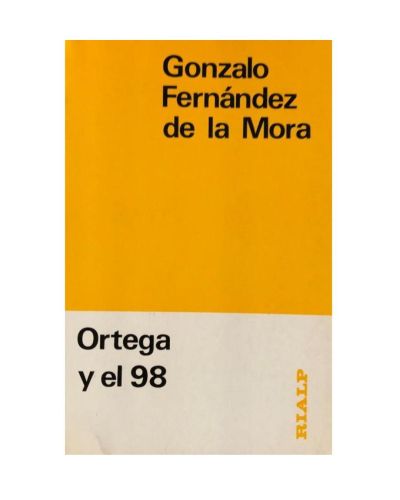 Gonzalo
Fernández
de la Mora
Ortega
y el 98
RIALP